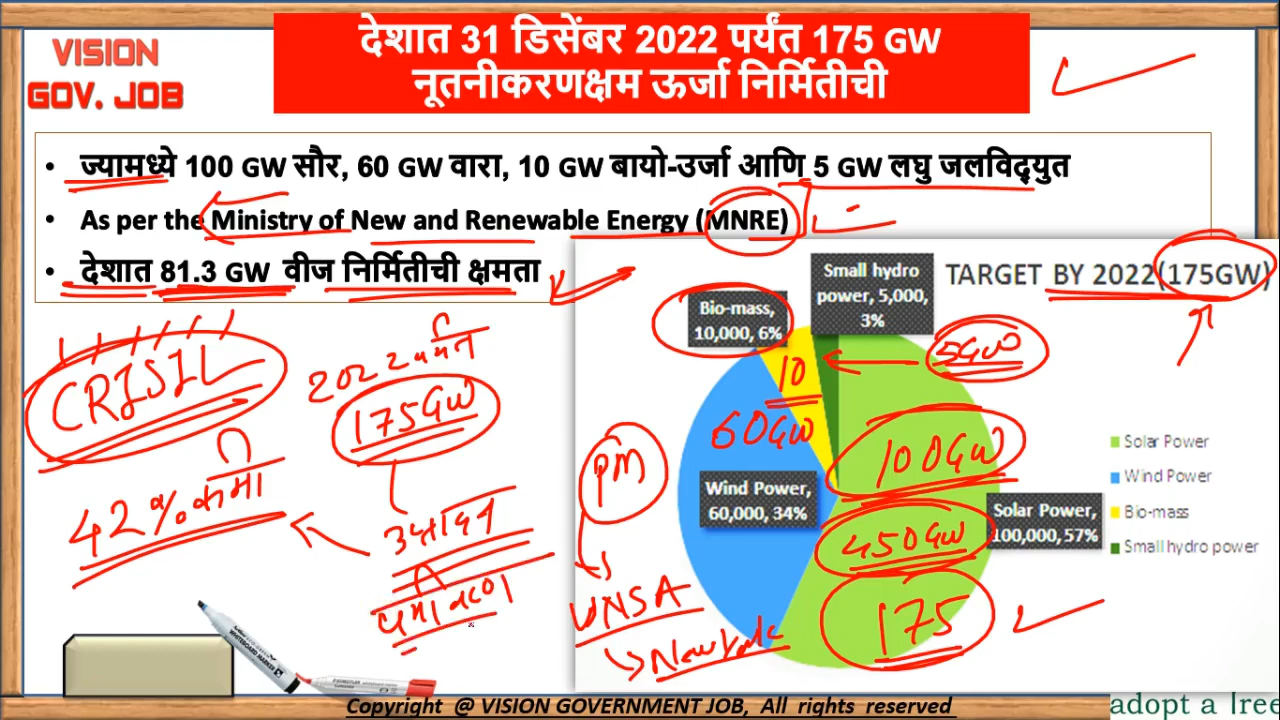 VISION
GOV. JOB
देशात 31 डिसेंबर 2022 पर्यंत 175 GW
नूतनीकरणक्षम ऊर्जा निर्मितीची
• ज्यामध्ये 100 GW सौर, 60 GW वारा, 10 GW बायो-उर्जा आणि 5 GW लघु जलविद्युत
• As per the Ministry of New and Renewable Energy (MNRE)
• देशात 81.3 GW वीज निर्मितीची क्षमता
TARGET BY 2022(175GW)
Small hydro
power, 5,000,
3%
Bio-mass,
10,000, 6%
Wind Power,
60,000, 34%
Solar Power,
100,000, 57%
Solar Power
Wind Power
Bio-mass
Small hydro power
CRISIL
2022 पर्यंत
175GW
42%
5GW
10
60GW
100GW
450GW
175
PM
UNSA
New York
Copyright @ VISION GOVERNMENT JOB, All rights reserved
adopt a